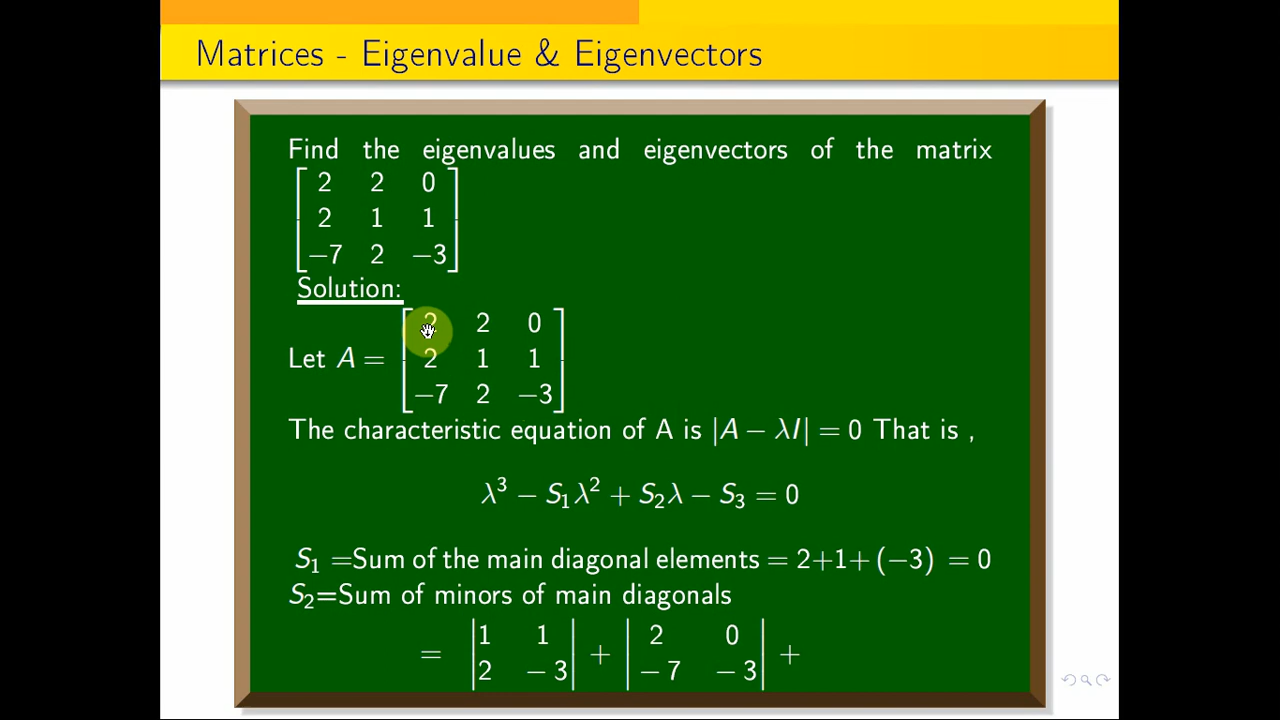 Matrices - Eigenvalue & Eigenvectors
Find the eigenvalues and eigenvectors of the matrix
2 2 0
2 1 1
−7 2 −3
Solution:
2 2 0
Let A = 2 1 1
−7 2 −3
The characteristic equation of A is |A − λI| = 0 That is ,
λ³ − S₁λ² + S₂λ − S₃ = 0
S₁ =Sum of the main diagonal elements = 2+1+(−3) = 0
S₂=Sum of minors of main diagonals
= |1 1| + |2 0| +
|2 −3| |−7 −3|